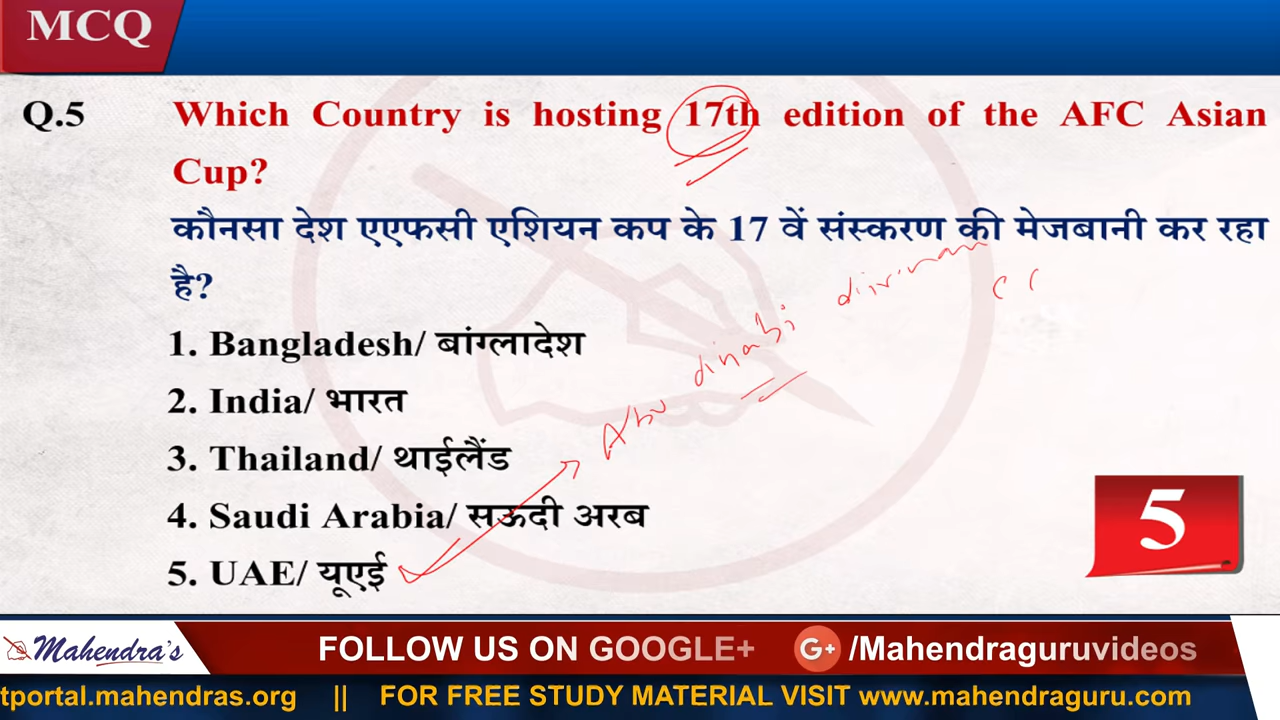 MCQ
Q.5 Which Country is hosting 17th edition of the AFC Asian
Cup?
कौनसा देश एएफसी एशियन कप के 17 वें संस्करण की मेजबानी कर रहा
है?
1. Bangladesh/ बांग्लादेश
2. India/ भारत
3. Thailand/ थाईलैंड
4. Saudi Arabia/ सऊदी अरब
5. UAE/ यूएई
Abu
5
Mahendra's
FOLLOW US ON GOOGLE+ G+ /Mahendraguruvideos
tportal.mahendras.org || FOR FREE STUDY MATERIAL VISIT www.mahendraguru.com